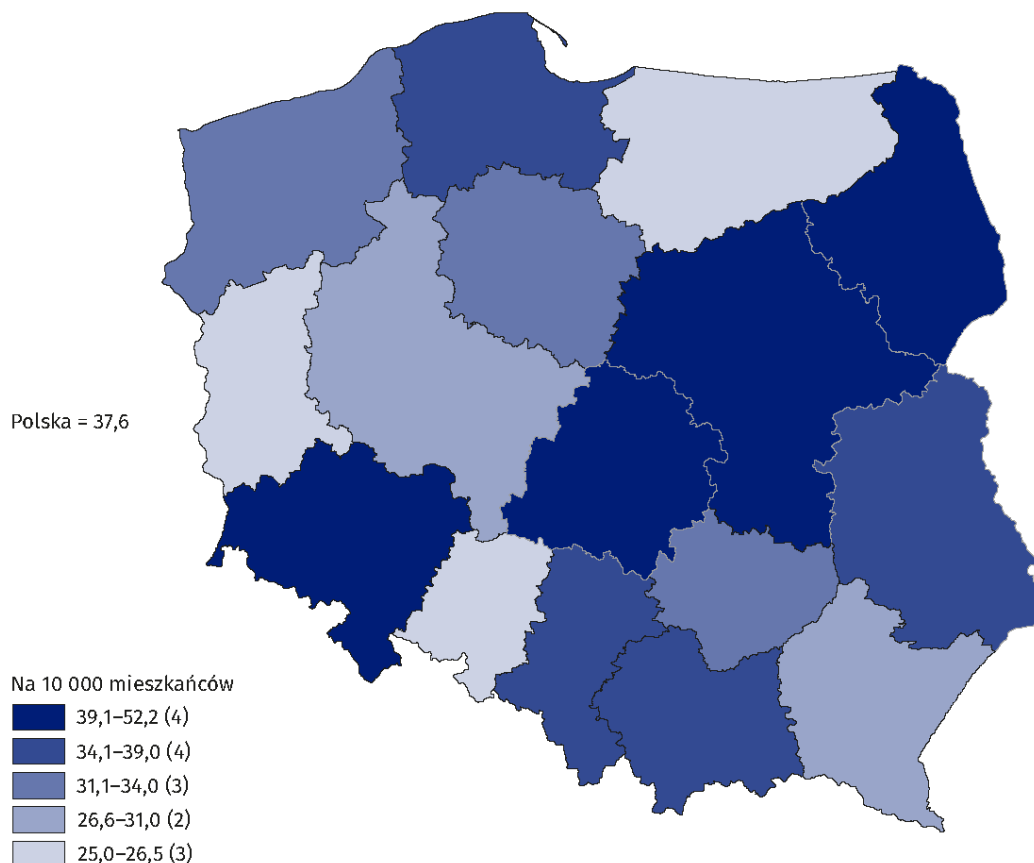 Polska = 37,6
Na 10 000 mieszkańców
39,1–52,2 (4)
34,1–39,0 (4)
31,1–34,0 (3)
26,6–31,0 (2)
25,0–26,5 (3)